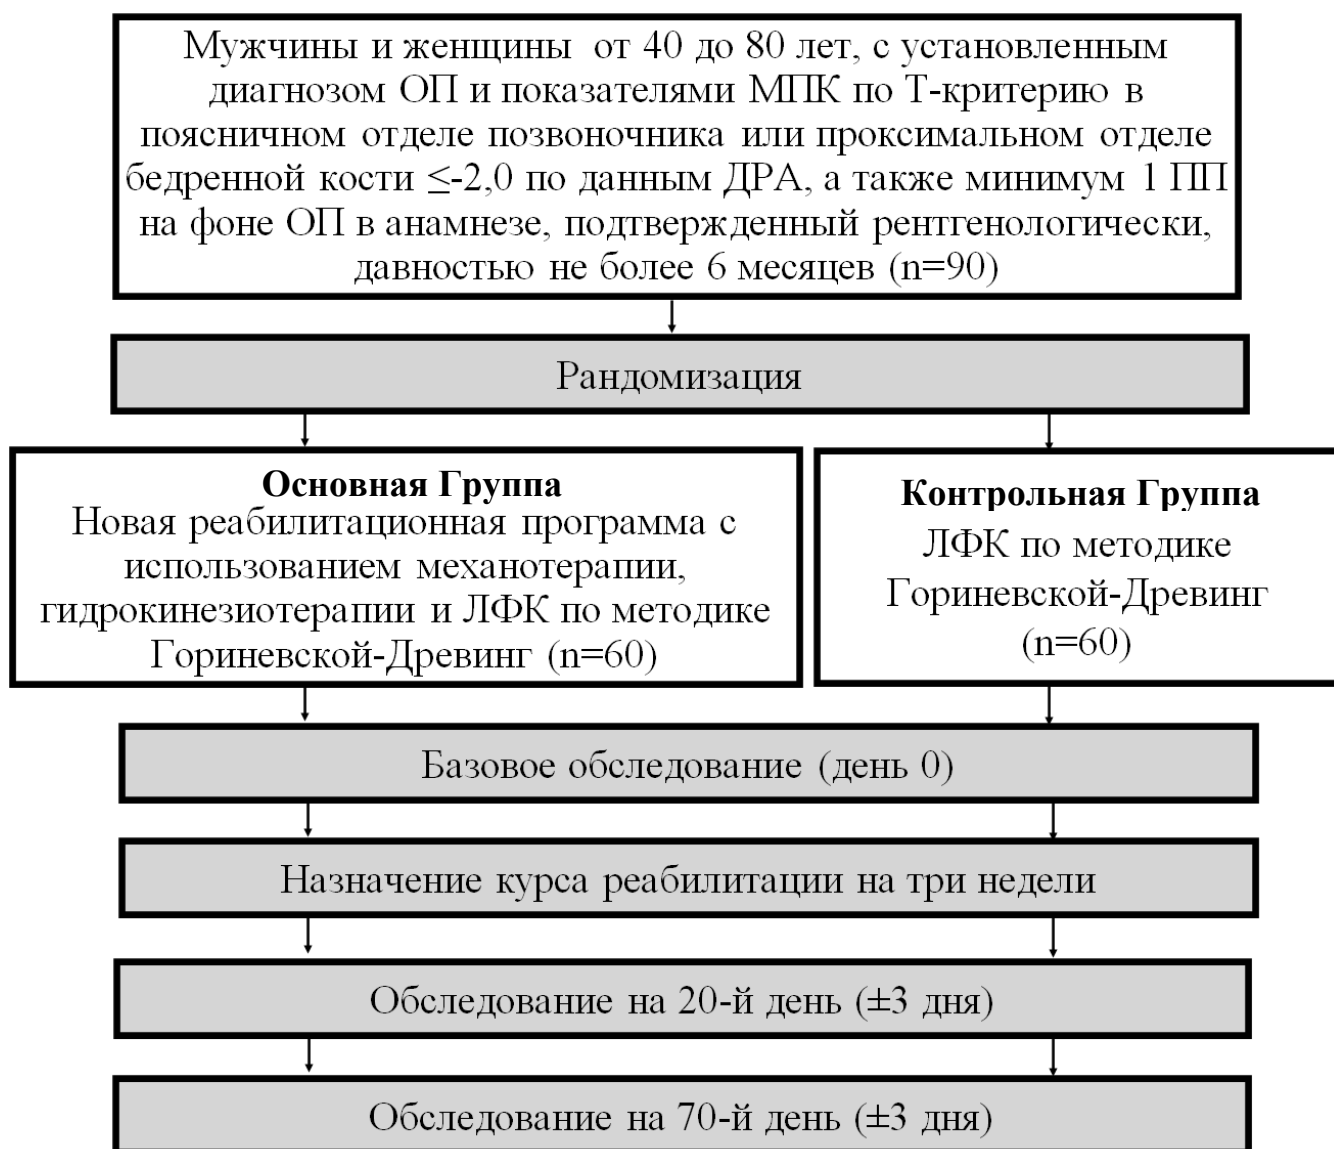 Мужчины и женщины от 40 до 80 лет, с установленным
диагнозом ОП и показателями МПК по Т-критерию в
поясничном отделе позвоночника или проксимальном отделе
бедренной кости ≤-2,0 по данным ДРА, а также минимум 1 ПП
на фоне ОП в анамнезе, подтвержденный рентгенологически,
давностью не более 6 месяцев (n=90)
Рандомизация
Основная Группа
Новая реабилитационная программа с
использованием механотерапии,
гидрокинезиотерапии и ЛФК по методике
Гориневской-Древинг (n=60)
Контрольная Группа
ЛФК по методике
Гориневской-Древинг
(n=60)
Базовое обследование (день 0)
Назначение курса реабилитации на три недели
Обследование на 20-й день (±3 дня)
Обследование на 70-й день (±3 дня)